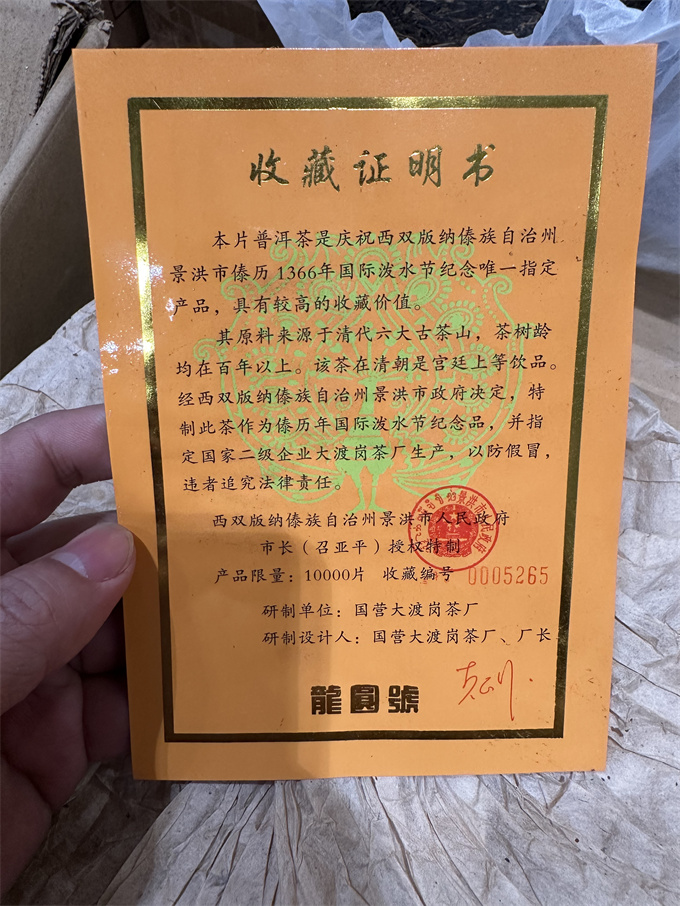 收藏证明书
本片普洱茶是庆祝西双版纳傣族自治州
景洪市傣历1366年国际泼水节纪念唯一指定
产品，具有较高的收藏价值。
其原料来源于清代六大古茶山，茶树龄
均在百年以上。该茶在清朝是宫廷上等饮品。
经西双版纳傣族自治州景洪市政府决定，特
制此茶作为傣历年国际泼水节纪念品，并指
定国家二级企业大渡岗茶厂生产，以防假冒，
违者追究法律责任。
西双版纳傣族自治州景洪市人民政府
市长（召亚平）授权特制
产品限量：10000片 收藏编号 0005265
研制单位：国营大渡岗茶厂
研制设计人：国营大渡岗茶厂、厂长
龍圓號